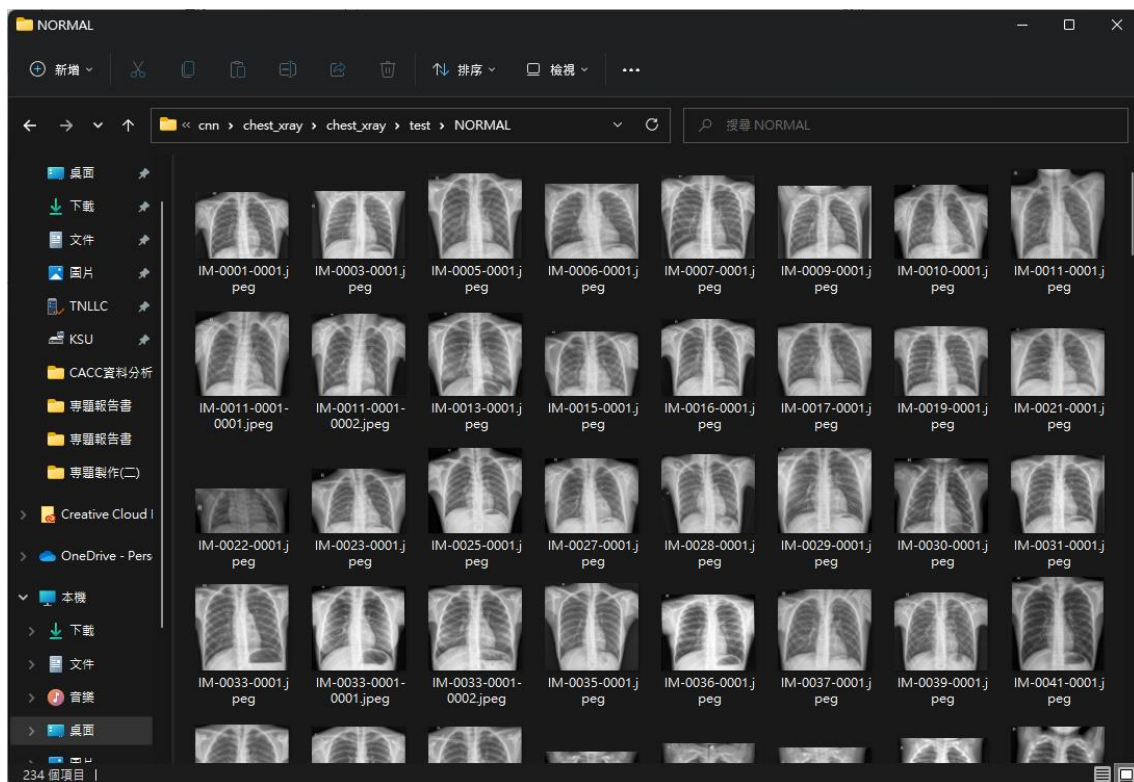 NORMAL
新增
排序
檢視
« cnn › chest_xray › chest_xray › test › NORMAL
搜尋 NORMAL
桌面
下載
文件
圖片
TNLLC
KSU
CACC資料分析
專題報告書
專題報告書
專題製作(二)
Creative Cloud
OneDrive - Pers
本機
下載
文件
音樂
桌面
IM-0001-0001.j
peg
IM-0003-0001.j
peg
IM-0005-0001.j
peg
IM-0006-0001.j
peg
IM-0007-0001.j
peg
IM-0009-0001.j
peg
IM-0010-0001.j
peg
IM-0011-0001.j
peg
IM-0011-0001-
0001.jpeg
IM-0011-0001-
0002.jpeg
IM-0013-0001.j
peg
IM-0015-0001.j
peg
IM-0016-0001.j
peg
IM-0017-0001.j
peg
IM-0019-0001.j
peg
IM-0021-0001.j
peg
IM-0022-0001.j
peg
IM-0023-0001.j
peg
IM-0025-0001.j
peg
IM-0027-0001.j
peg
IM-0028-0001.j
peg
IM-0029-0001.j
peg
IM-0030-0001.j
peg
IM-0031-0001.j
peg
IM-0033-0001.j
peg
IM-0033-0001-
0001.jpeg
IM-0033-0001-
0002.jpeg
IM-0035-0001.j
peg
IM-0036-0001.j
peg
IM-0037-0001.j
peg
IM-0039-0001.j
peg
IM-0041-0001.j
peg
234 個項目